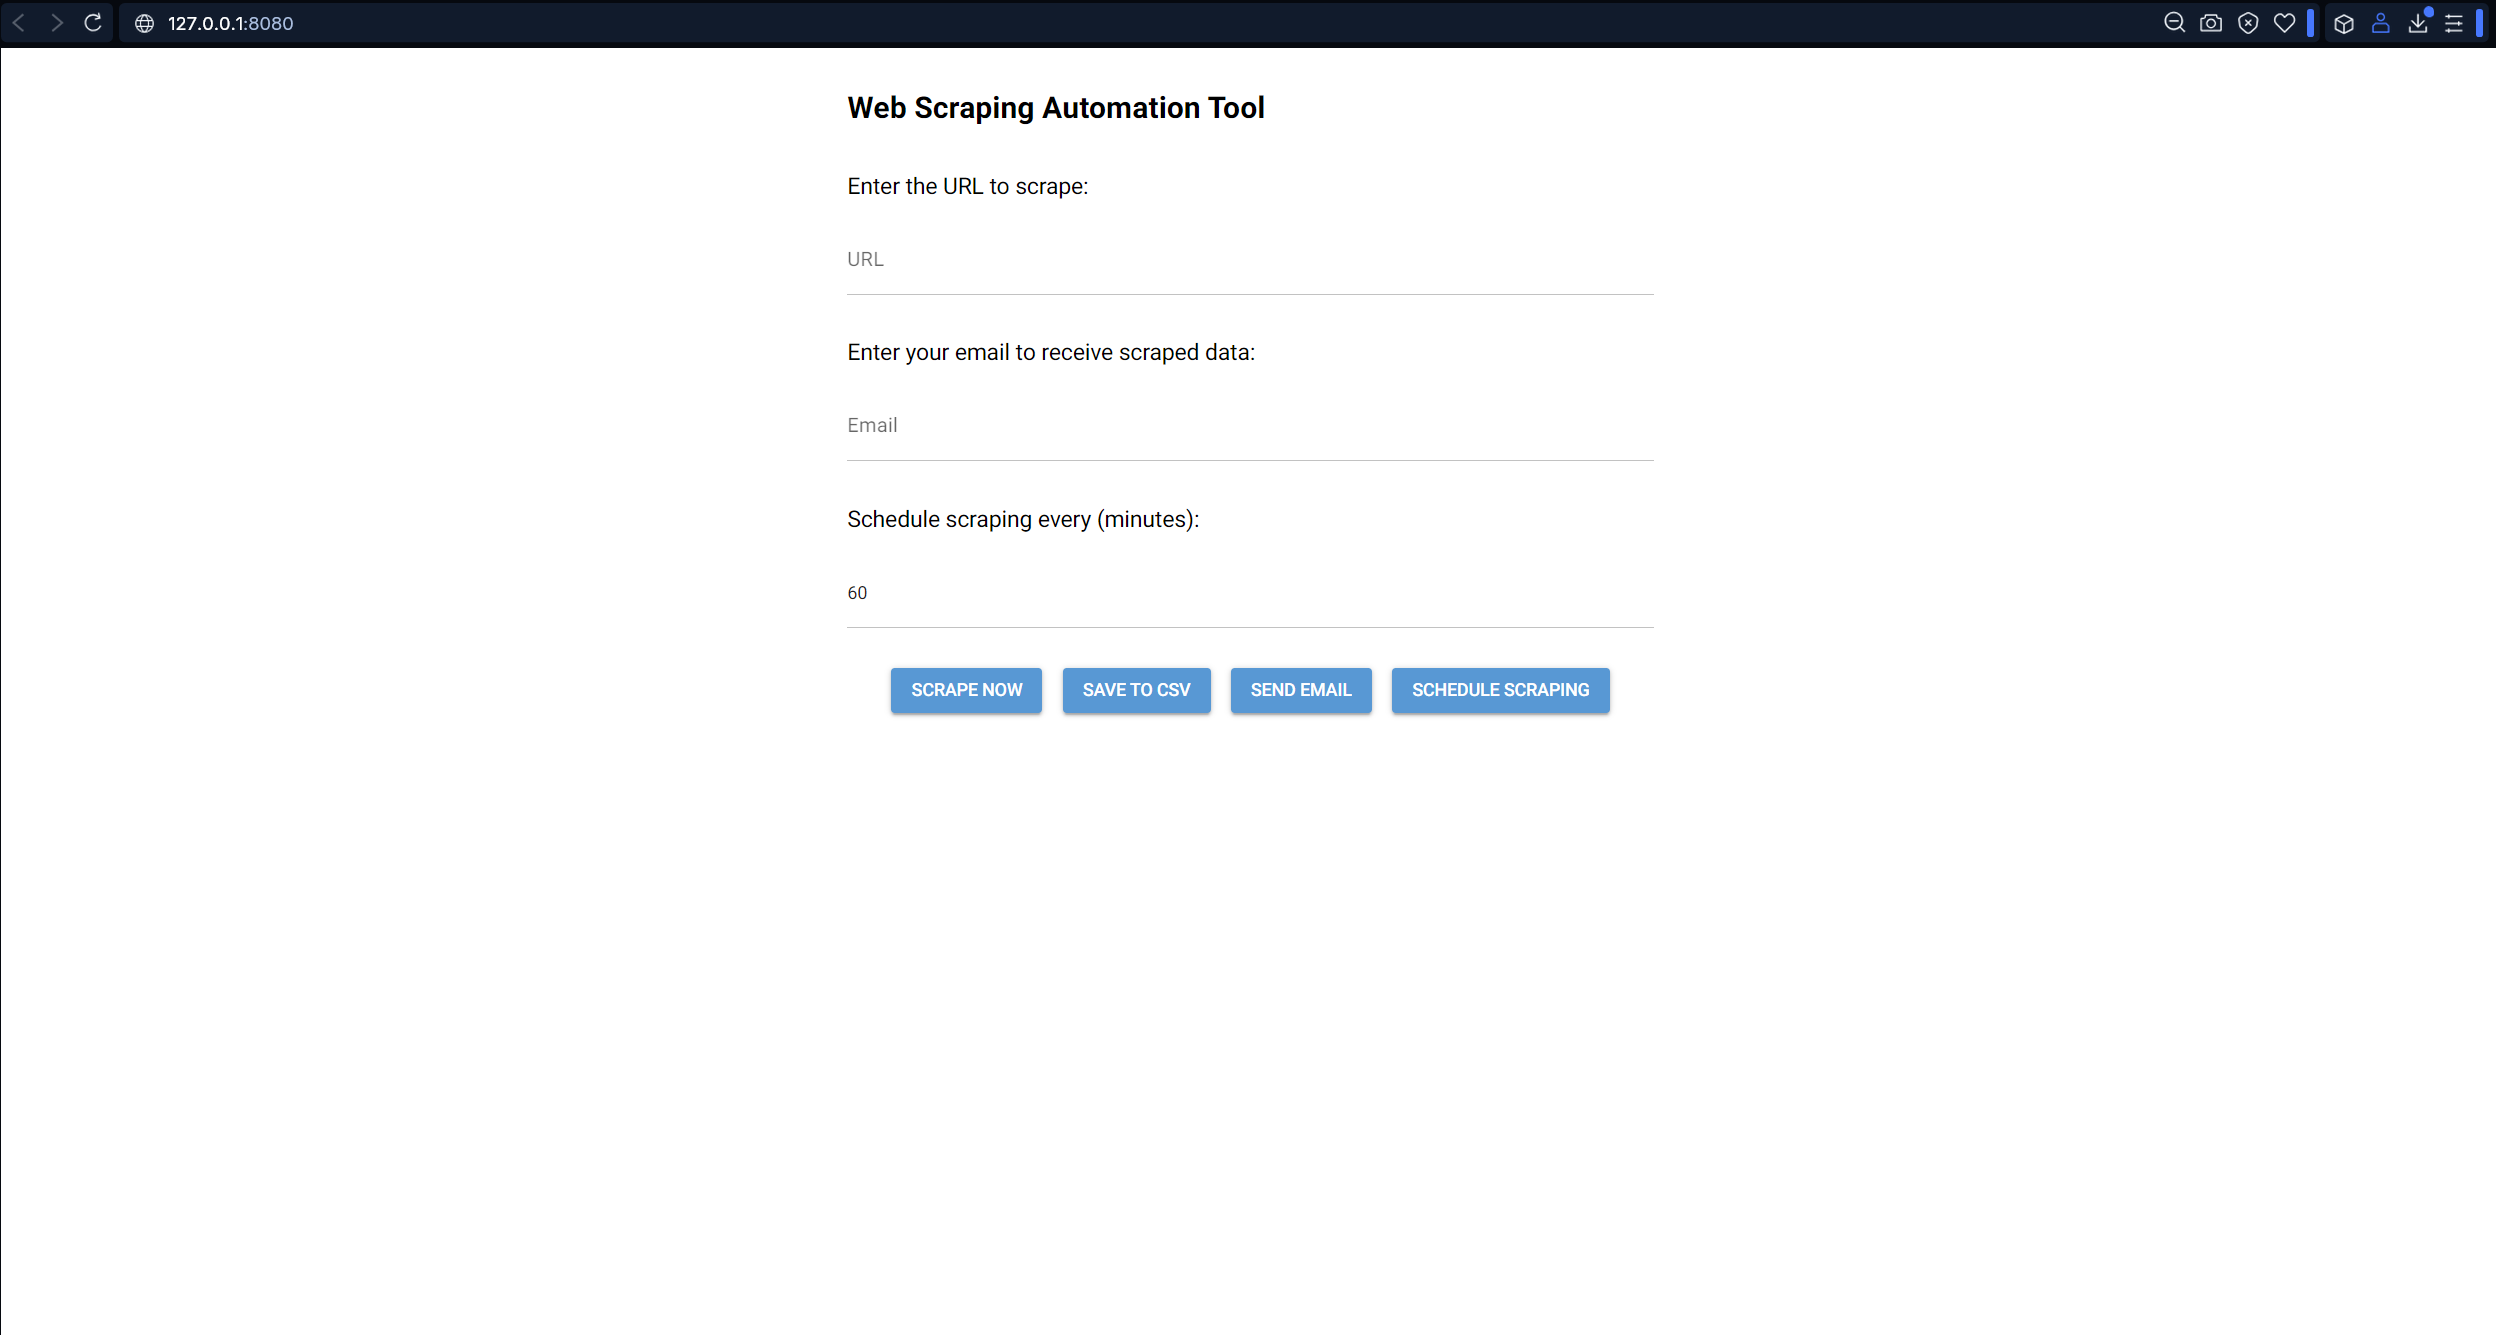 127.0.0.1:8080
Web Scraping Automation Tool
Enter the URL to scrape:
URL
Enter your email to receive scraped data:
Email
Schedule scraping every (minutes):
60
SCRAPE NOW SAVE TO CSV SEND EMAIL SCHEDULE SCRAPING